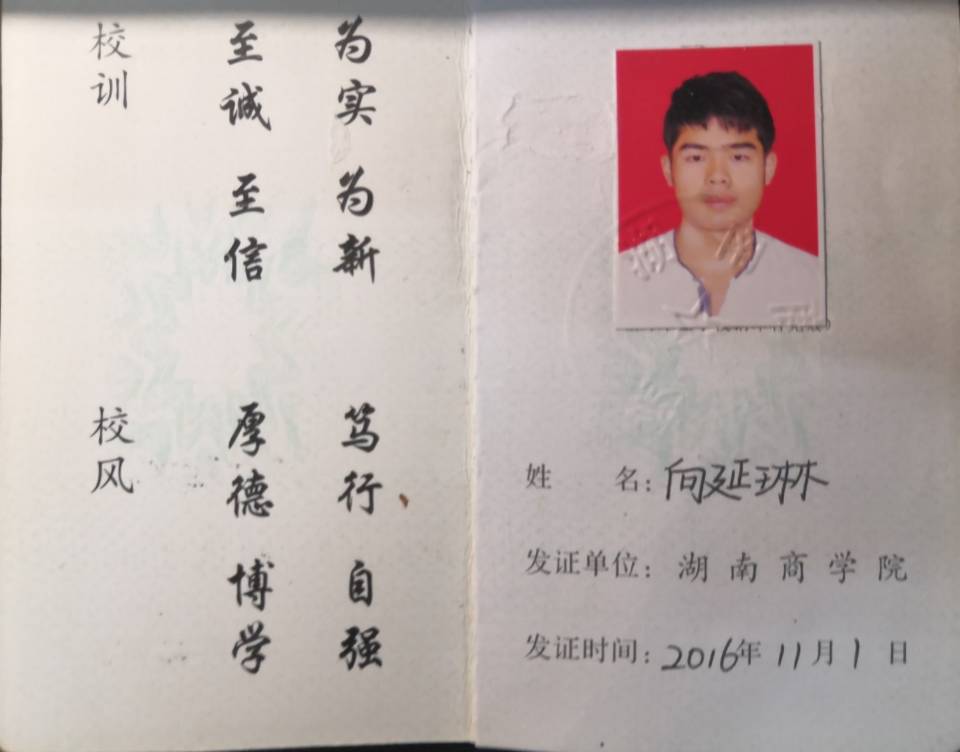 校训
至诚 至信
为实 为新
校风
厚德 博学
笃行 自强
姓 名：向延琳
发证单位：湖南商学院
发证时间：2016年11月1日